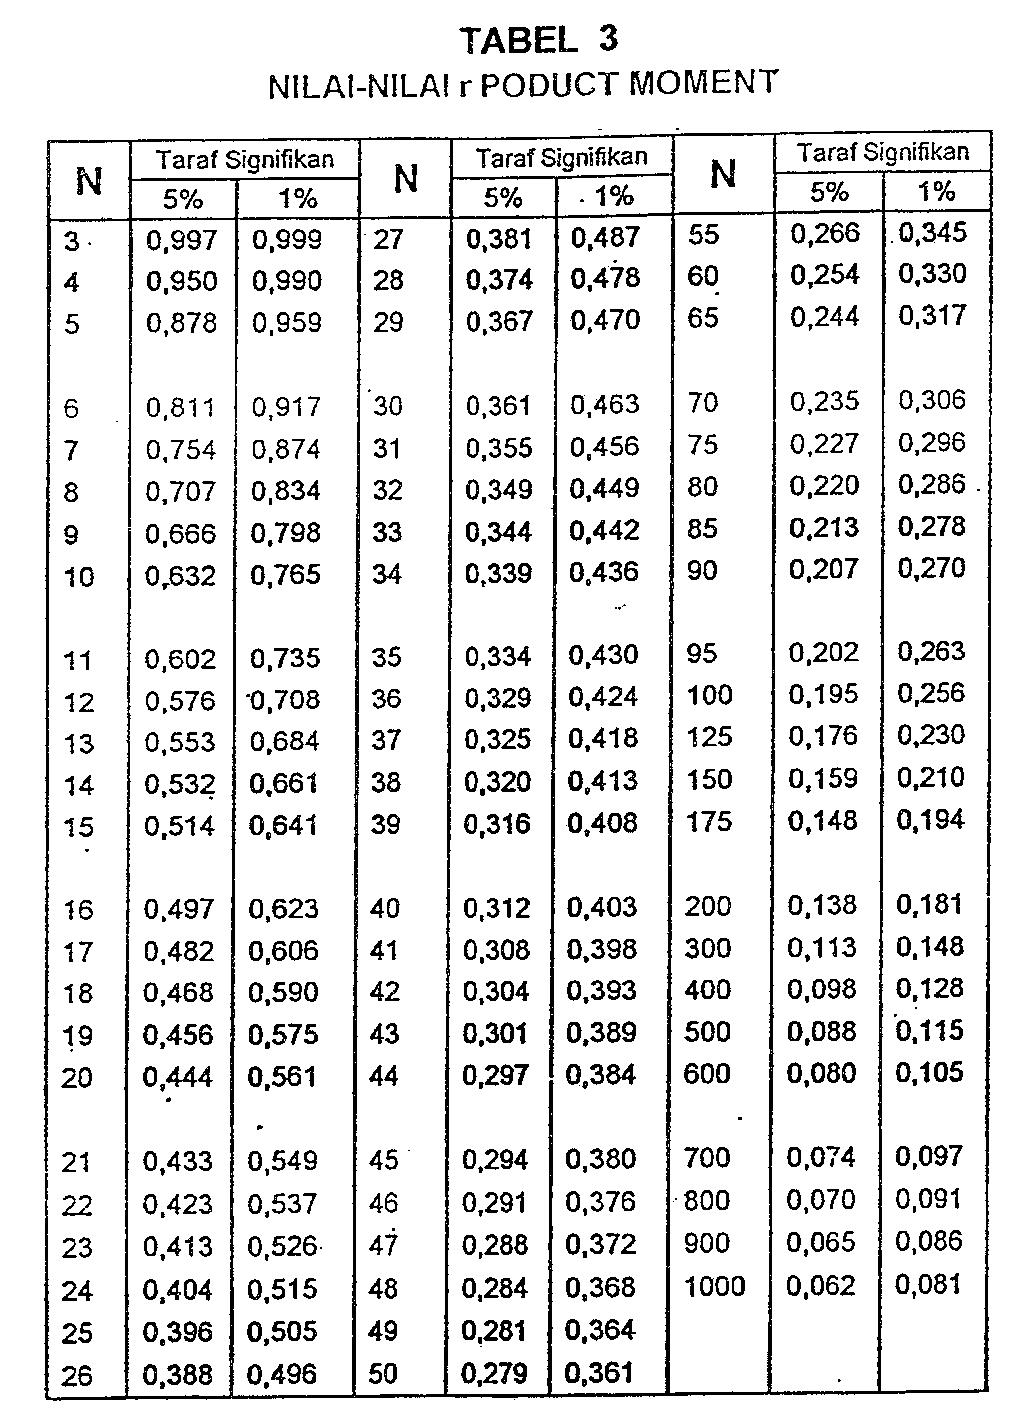 TABEL 3
NILAI-NILAI r PODUCT MOMENT
N Taraf Signifikan N Taraf Signifikan N Taraf Signifikan
5% 1% 5% 1% 5% 1%
3 0,997 0,999 27 0,381 0,487 55 0,266 0,345
4 0,950 0,990 28 0,374 0,478 60 0,254 0,330
5 0,878 0,959 29 0,367 0,470 65 0,244 0,317
6 0,811 0,917 30 0,361 0,463 70 0,235 0,306
7 0,754 0,874 31 0,355 0,456 75 0,227 0,296
8 0,707 0,834 32 0,349 0,449 80 0,220 0,286
9 0,666 0,798 33 0,344 0,442 85 0,213 0,278
10 0,632 0,765 34 0,339 0,436 90 0,207 0,270
11 0,602 0,735 35 0,334 0,430 95 0,202 0,263
12 0,576 0,708 36 0,329 0,424 100 0,195 0,256
13 0,553 0,684 37 0,325 0,418 125 0,176 0,230
14 0,532 0,661 38 0,320 0,413 150 0,159 0,210
15 0,514 0,641 39 0,316 0,408 175 0,148 0,194
16 0,497 0,623 40 0,312 0,403 200 0,138 0,181
17 0,482 0,606 41 0,308 0,398 300 0,113 0,148
18 0,468 0,590 42 0,304 0,393 400 0,098 0,128
19 0,456 0,575 43 0,301 0,389 500 0,088 0,115
20 0,444 0,561 44 0,297 0,384 600 0,080 0,105
21 0,433 0,549 45 0,294 0,380 700 0,074 0,097
22 0,423 0,537 46 0,291 0,376 800 0,070 0,091
23 0,413 0,526 47 0,288 0,372 900 0,065 0,086
24 0,404 0,515 48 0,284 0,368 1000 0,062 0,081
25 0,396 0,505 49 0,281 0,364
26 0,388 0,496 50 0,279 0,361